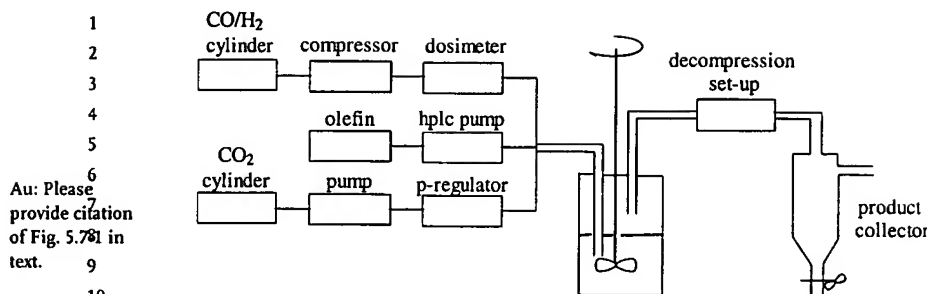 1
2
3
4
5
6
7
8
9
10
Au: Please
provide citation
of Fig. 5.781 in
text.
CO/H2
cylinder
compressor
dosimeter
olefin
hplc pump
CO2
cylinder
pump
p-regulator
decompression
set-up
product
collector